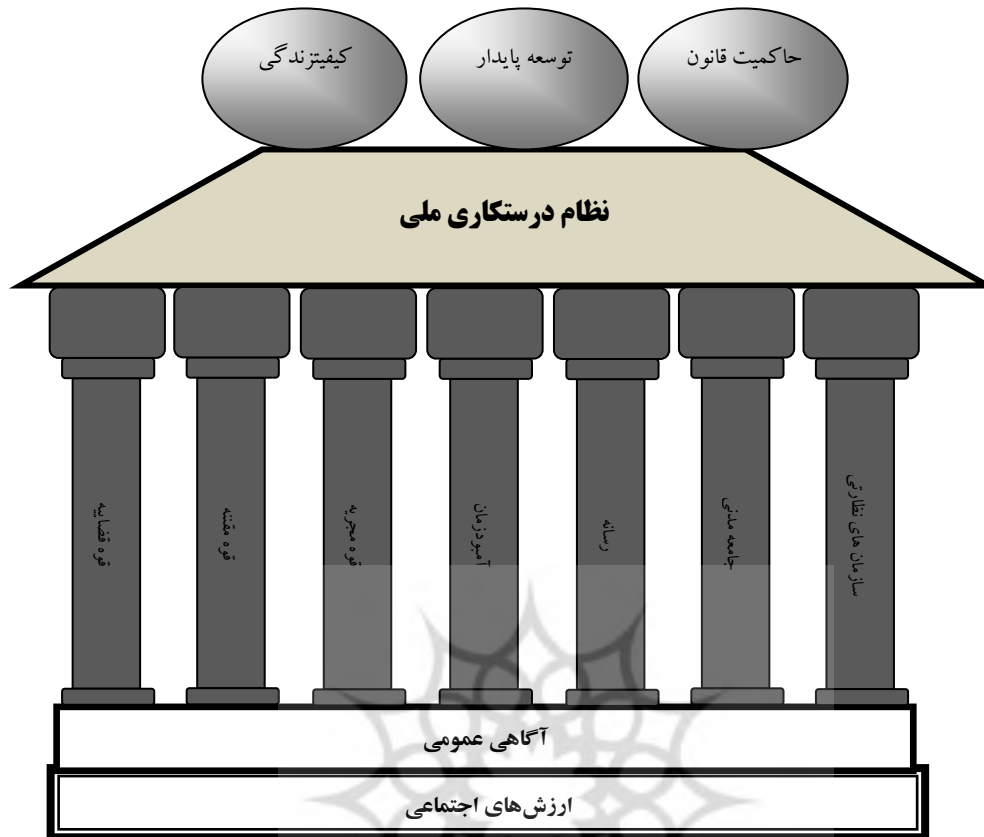 حاکمیت قانون
توسعه پایدار
کیفیتزندگی
نظام درستکاری ملی
سازمان های نظارتی
جامعه مدنی
رسانه
آمبودزمان
قوه مجریه
قوه مقننه
قوه قضاییه
آگاهی عمومی
ارزش‌های اجتماعی